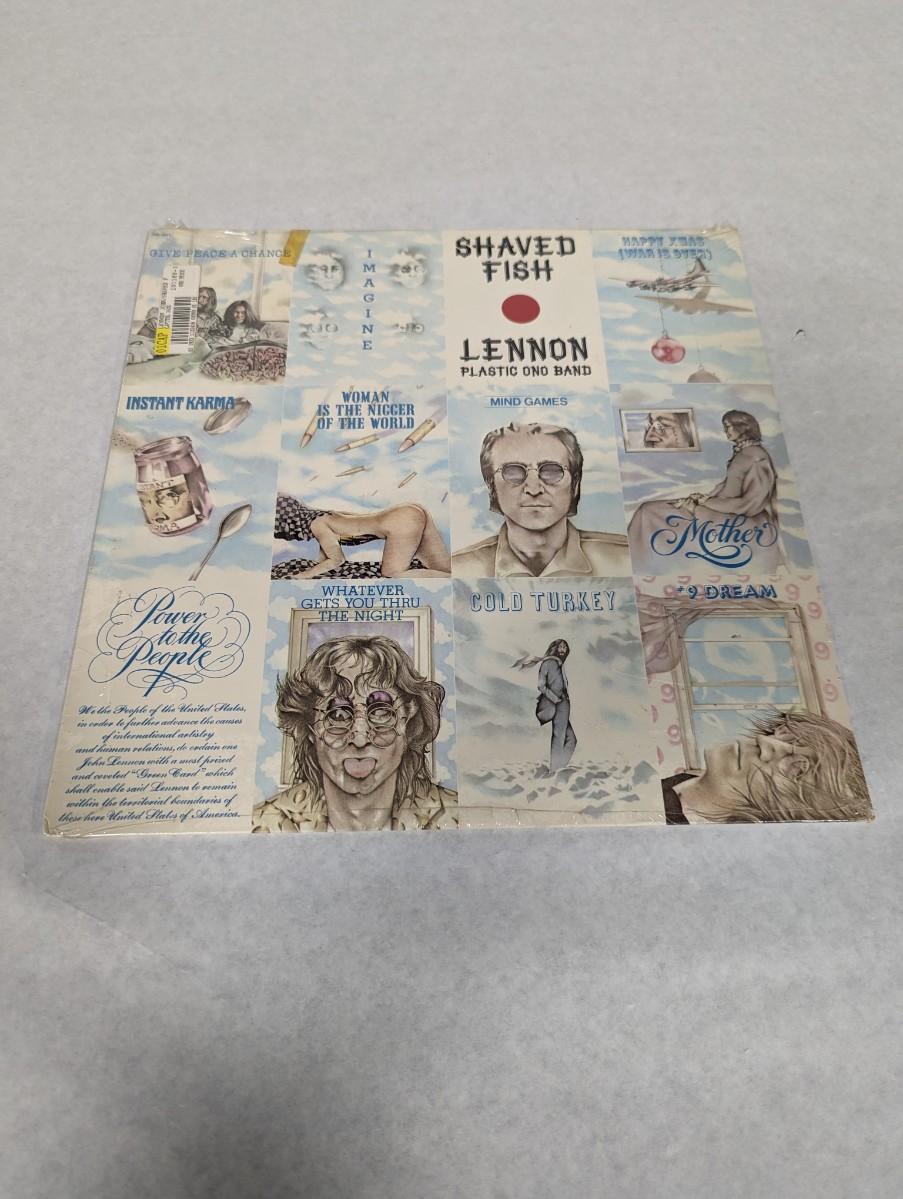 GIVE PEACE A CHANCE
IMAGINE
SHAVED
FISH
LENNON
PLASTIC ONO BAND
HAPPY XMAS
(WAR IS OVER)
INSTANT KARMA
WOMAN
IS THE NIGGER
OF THE WORLD
MIND GAMES
Mother
Power
to the
People
We the People of the United States,
in order to further advance the causes
of international artistry
and human relations, do ordain one
John Lennon with a most prized
and coveted "Green Card" which
shall enable said Lennon to remain
within the territorial boundaries of
these here United States of America.
WHATEVER
GETS YOU THRU
THE NIGHT
COLD TURKEY
#9 DREAM